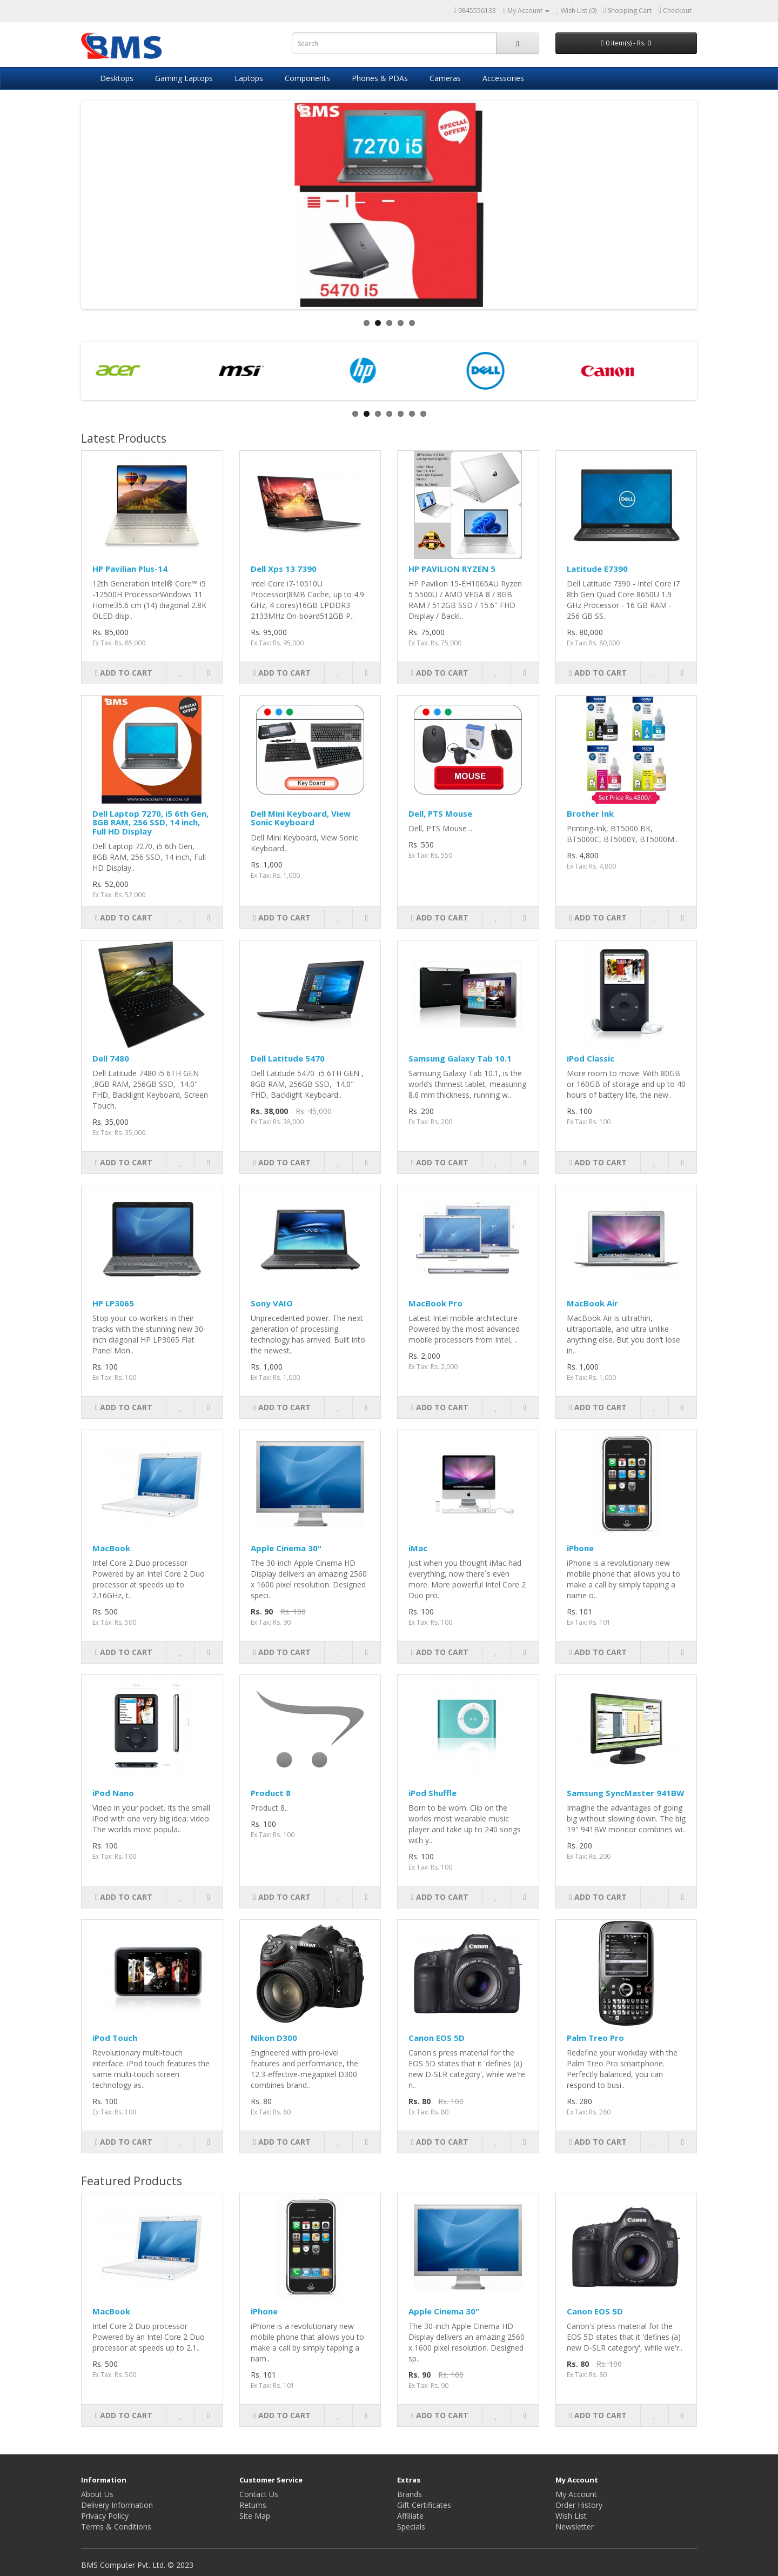 9845556133 My Account Wish List (0) Shopping Cart Checkout
BMS
Search
0 item(s) - Rs. 0
Desktops Gaming Laptops Laptops Components Phones & PDAs Cameras Accessories
BMS
SPECIAL OFFER!
7270 i5
5470 i5
acer msi hp DELL Canon
Latest Products
HP Pavilian Plus-14
12th Generation Intel® Core™ i5
-12500H ProcessorWindows 11
Home35.6 cm (14) diagonal 2.8K
OLED disp..
Rs. 85,000
Ex Tax: Rs. 85,000
ADD TO CART
Dell Xps 13 7390
Intel Core i7-10510U
Processor(8MB Cache, up to 4.9
GHz, 4 cores)16GB LPDDR3
2133MHz On-board512GB P..
Rs. 95,000
Ex Tax: Rs. 95,000
ADD TO CART
HP PAVILION RYZEN 5
HP Pavilion 15-EH1065AU Ryzen
5 5500U / AMD VEGA 8 / 8GB
RAM / 512GB SSD / 15.6" FHD
Display / Backl..
Rs. 75,000
Ex Tax: Rs. 75,000
ADD TO CART
DELL
Latitude E7390
Dell Latitude 7390 - Intel Core i7
8th Gen Quad Core 8650U 1.9
GHz Processor - 16 GB RAM -
256 GB SS..
Rs. 80,000
Ex Tax: Rs. 80,000
ADD TO CART
BMS
SPECIAL OFFER
WWW.BMSCOMPUTER.COM.NP
Dell Laptop 7270, i5 6th Gen,
8GB RAM, 256 SSD, 14 inch,
Full HD Display
Dell Laptop 7270, i5 6th Gen,
8GB RAM, 256 SSD, 14 inch, Full
HD Display..
Rs. 52,000
Ex Tax: Rs. 52,000
ADD TO CART
Key Board
Dell Mini Keyboard, View
Sonic Keyboard
Dell Mini Keyboard, View Sonic
Keyboard..
Rs. 1,000
Ex Tax: Rs. 1,000
ADD TO CART
MOUSE
Dell, PTS Mouse
Dell, PTS Mouse ..
Rs. 550
Ex Tax: Rs. 550
ADD TO CART
Set Price Rs.4800/-
Brother Ink
Printing-Ink, BT5000 BK,
BT5000C, BT5000Y, BT5000M..
Rs. 4,800
Ex Tax: Rs. 4,800
ADD TO CART
Dell 7480
Dell Latitude 7480 i5 6TH GEN
,8GB RAM, 256GB SSD, 14.0"
FHD, Backlight Keyboard, Screen
Touch..
Rs. 35,000
Ex Tax: Rs. 35,000
ADD TO CART
Dell Latitude 5470
Dell Latitude 5470 i5 6TH GEN ,
8GB RAM, 256GB SSD, 14.0"
FHD, Backlight Keyboard..
Rs. 38,000 Rs. 45,000
Ex Tax: Rs. 38,000
ADD TO CART
Samsung Galaxy Tab 10.1
Samsung Galaxy Tab 10.1, is the
world's thinnest tablet, measuring
8.6 mm thickness, running w..
Rs. 200
Ex Tax: Rs. 200
ADD TO CART
iPod Classic
More room to move. With 80GB
or 160GB of storage and up to 40
hours of battery life, the new..
Rs. 100
Ex Tax: Rs. 100
ADD TO CART
HP LP3065
Stop your co-workers in their
tracks with the stunning new 30-
inch diagonal HP LP3065 Flat
Panel Mon..
Rs. 100
Ex Tax: Rs. 100
ADD TO CART
VAIO
Sony VAIO
Unprecedented power. The next
generation of processing
technology has arrived. Built into
the newest..
Rs. 1,000
Ex Tax: Rs. 1,000
ADD TO CART
MacBook Pro
Latest Intel mobile architecture
Powered by the most advanced
mobile processors from Intel, ..
Rs. 2,000
Ex Tax: Rs. 2,000
ADD TO CART
MacBook Air
MacBook Air is ultrathin,
ultraportable, and ultra unlike
anything else. But you don't lose
in..
Rs. 1,000
Ex Tax: Rs. 1,000
ADD TO CART
MacBook
Intel Core 2 Duo processor
Powered by an Intel Core 2 Duo
processor at speeds up to
2.16GHz, t..
Rs. 500
Ex Tax: Rs. 500
ADD TO CART
Apple Cinema 30"
The 30-inch Apple Cinema HD
Display delivers an amazing 2560
x 1600 pixel resolution. Designed
speci..
Rs. 90 Rs. 100
Ex Tax: Rs. 90
ADD TO CART
iMac
Just when you thought iMac had
everything, now there´s even
more. More powerful Intel Core 2
Duo pro..
Rs. 100
Ex Tax: Rs. 100
ADD TO CART
iPhone
iPhone is a revolutionary new
mobile phone that allows you to
make a call by simply tapping a
name o..
Rs. 101
Ex Tax: Rs. 101
ADD TO CART
iPod Nano
Video in your pocket. Its the small
iPod with one very big idea: video.
The worlds most popula..
Rs. 100
Ex Tax: Rs. 100
ADD TO CART
Product 8
Product 8..
Rs. 100
Ex Tax: Rs. 100
ADD TO CART
iPod Shuffle
Born to be worn. Clip on the
worlds most wearable music
player and take up to 240 songs
with y..
Rs. 100
Ex Tax: Rs. 100
ADD TO CART
Samsung SyncMaster 941BW
Imagine the advantages of going
big without slowing down. The big
19" 941BW monitor combines wi..
Rs. 200
Ex Tax: Rs. 200
ADD TO CART
iPod Touch
Revolutionary multi-touch
interface. iPod touch features the
same multi-touch screen
technology as..
Rs. 100
Ex Tax: Rs. 100
ADD TO CART
Nikon
Nikon D300
Engineered with pro-level
features and performance, the
12.3-effective-megapixel D300
combines brand..
Rs. 80
Ex Tax: Rs. 80
ADD TO CART
Canon
Canon EOS 5D
Canon's press material for the
EOS 5D states that it 'defines (a)
new D-SLR category', while we're
n..
Rs. 80 Rs. 100
Ex Tax: Rs. 80
ADD TO CART
Palm Treo Pro
Redefine your workday with the
Palm Treo Pro smartphone.
Perfectly balanced, you can
respond to busi..
Rs. 280
Ex Tax: Rs. 280
ADD TO CART
Featured Products
MacBook
Intel Core 2 Duo processor
Powered by an Intel Core 2 Duo
processor at speeds up to 2.1..
Rs. 500
Ex Tax: Rs. 500
ADD TO CART
iPhone
iPhone is a revolutionary new
mobile phone that allows you to
make a call by simply tapping a
nam..
Rs. 101
Ex Tax: Rs. 101
ADD TO CART
Apple Cinema 30"
The 30-inch Apple Cinema HD
Display delivers an amazing 2560
x 1600 pixel resolution. Designed
sp..
Rs. 90 Rs. 100
Ex Tax: Rs. 90
ADD TO CART
Canon
Canon EOS 5D
Canon's press material for the
EOS 5D states that it 'defines (a)
new D-SLR category', while we'r..
Rs. 80 Rs. 100
Ex Tax: Rs. 80
ADD TO CART
Information
About Us
Delivery Information
Privacy Policy
Terms & Conditions
Customer Service
Contact Us
Returns
Site Map
Extras
Brands
Gift Certificates
Affiliate
Specials
My Account
My Account
Order History
Wish List
Newsletter
BMS Computer Pvt. Ltd. © 2023